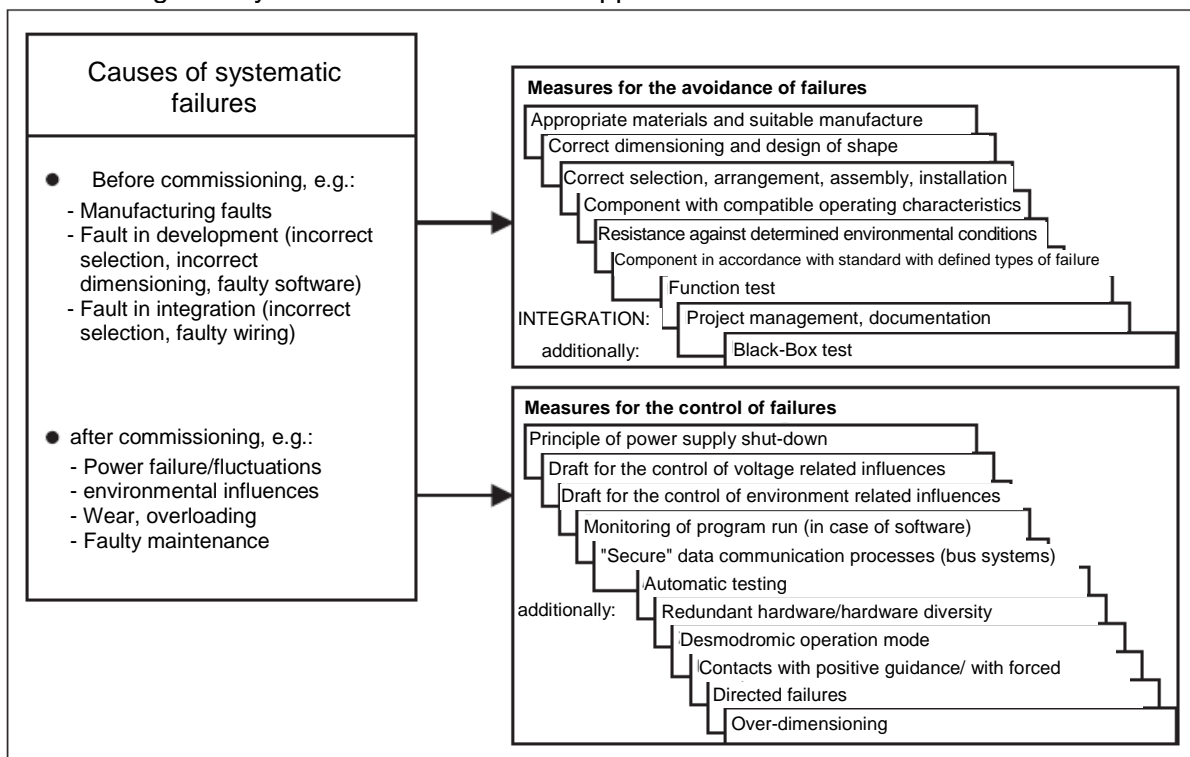 Causes of systematic
failures
● Before commissioning, e.g.:
- Manufacturing faults
- Fault in development (incorrect
selection, incorrect
dimensioning, faulty software)
- Fault in integration (incorrect
selection, faulty wiring)
● after commissioning, e.g.:
- Power failure/fluctuations
- environmental influences
- Wear, overloading
- Faulty maintenance
Measures for the avoidance of failures
Appropriate materials and suitable manufacture
Correct dimensioning and design of shape
Correct selection, arrangement, assembly, installation
Component with compatible operating characteristics
Resistance against determined environmental conditions
Component in accordance with standard with defined types of failure
Function test
INTEGRATION: Project management, documentation
additionally: Black-Box test
Measures for the control of failures
Principle of power supply shut-down
Draft for the control of voltage related influences
Draft for the control of environment related influences
Monitoring of program run (in case of software)
"Secure" data communication processes (bus systems)
Automatic testing
additionally: Redundant hardware/hardware diversity
Desmodromic operation mode
Contacts with positive guidance/ with forced
Directed failures
Over-dimensioning